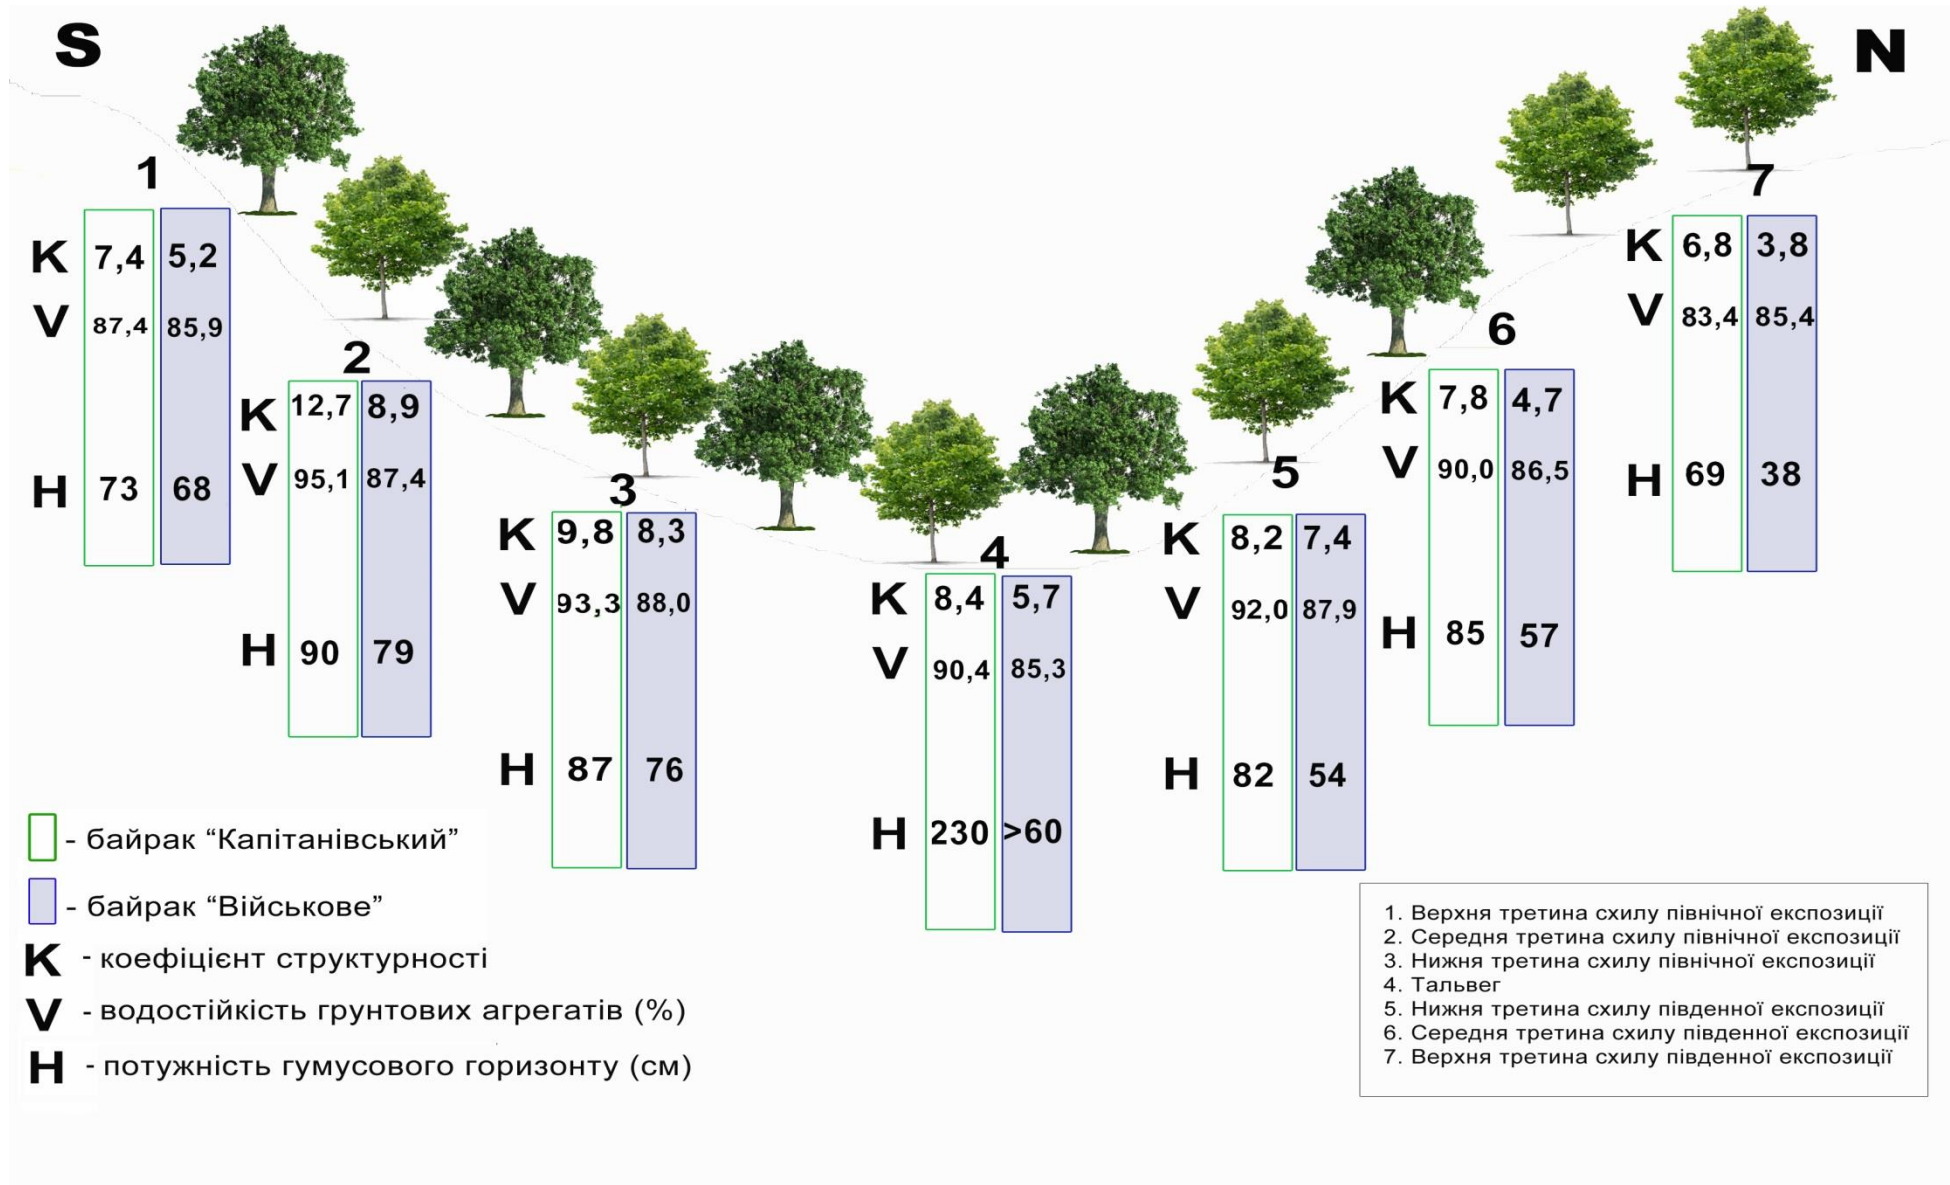 S
N
1
K 7,4 5,2
V 87,4 85,9
H 73 68
2
K 12,7 8,9
V 95,1 87,4
H 90 79
3
K 9,8 8,3
V 93,3 88,0
H 87 76
4
K 8,4 5,7
V 90,4 85,3
H 230 >60
5
K 8,2 7,4
V 92,0 87,9
H 82 54
6
K 7,8 4,7
V 90,0 86,5
H 85 57
7
K 6,8 3,8
V 83,4 85,4
H 69 38
- байрак “Капітанівський”
- байрак “Військове”
K - коефіцієнт структурності
V - водостійкість грунтових агрегатів (%)
H - потужність гумусового горизонту (см)
1. Верхня третина схилу північної експозиції
2. Середня третина схилу північної експозиції
3. Нижня третина схилу північної експозиції
4. Тальвег
5. Нижня третина схилу південної експозиції
6. Середня третина схилу південної експозиції
7. Верхня третина схилу південної експозиції